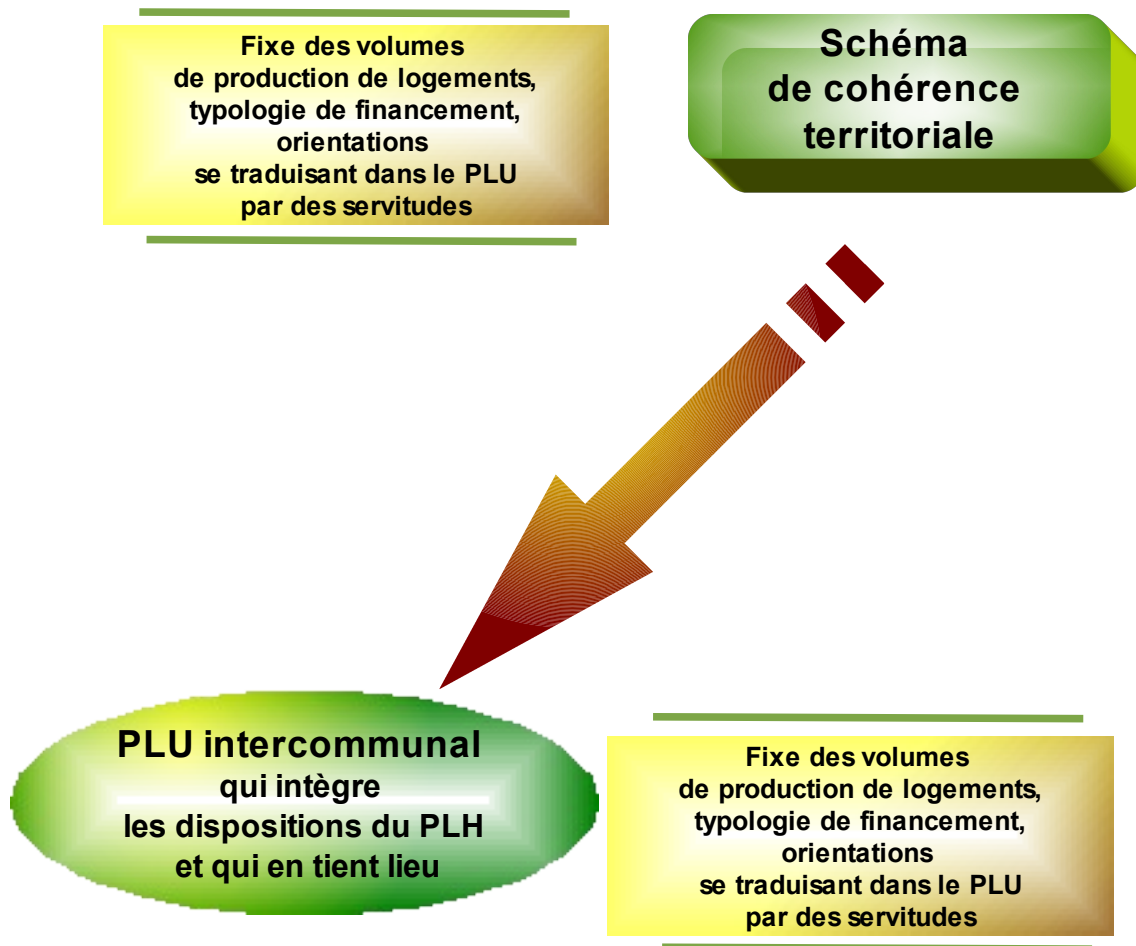 Fixe des volumes
de production de logements,
typologie de financement,
orientations
se traduisant dans le PLU
par des servitudes
Schéma
de cohérence
territoriale
PLU intercommunal
qui intègre
les dispositions du PLH
et qui en tient lieu
Fixe des volumes
de production de logements,
typologie de financement,
orientations
se traduisant dans le PLU
par des servitudes